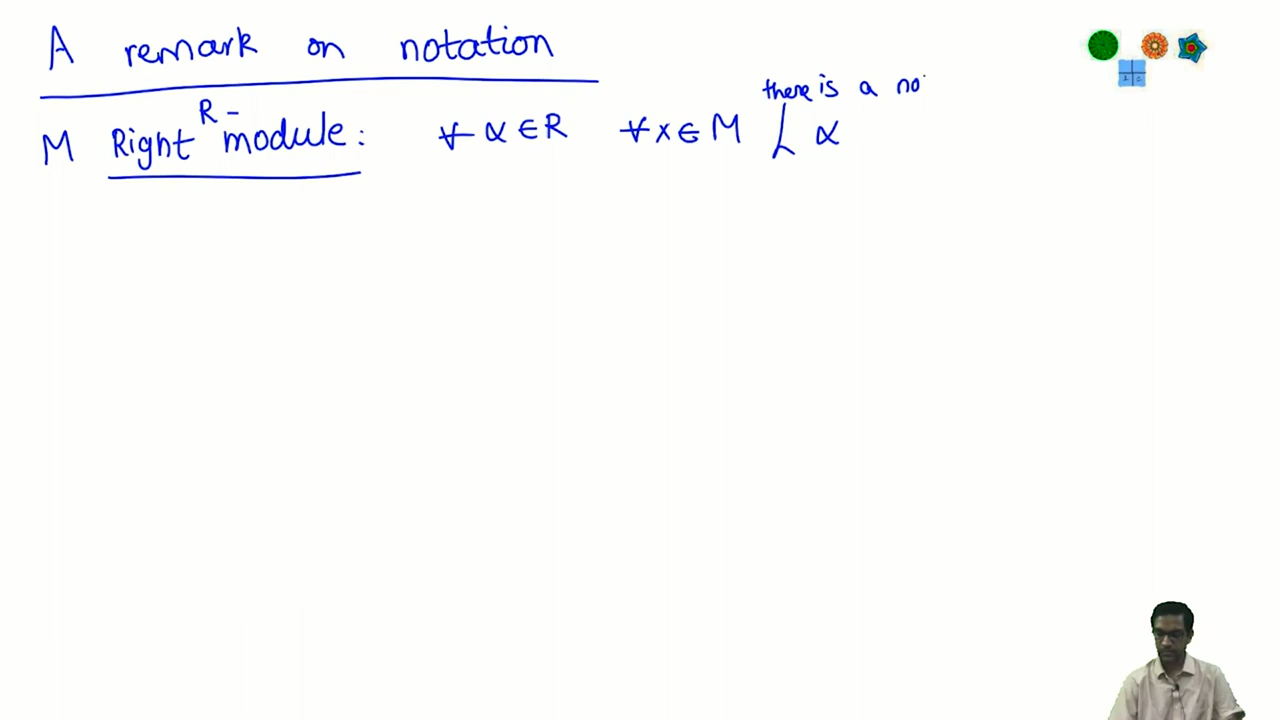 A remark on notation
there is a no
M Right R-module: ∀ α ∈ R ∀ x ∈ M α